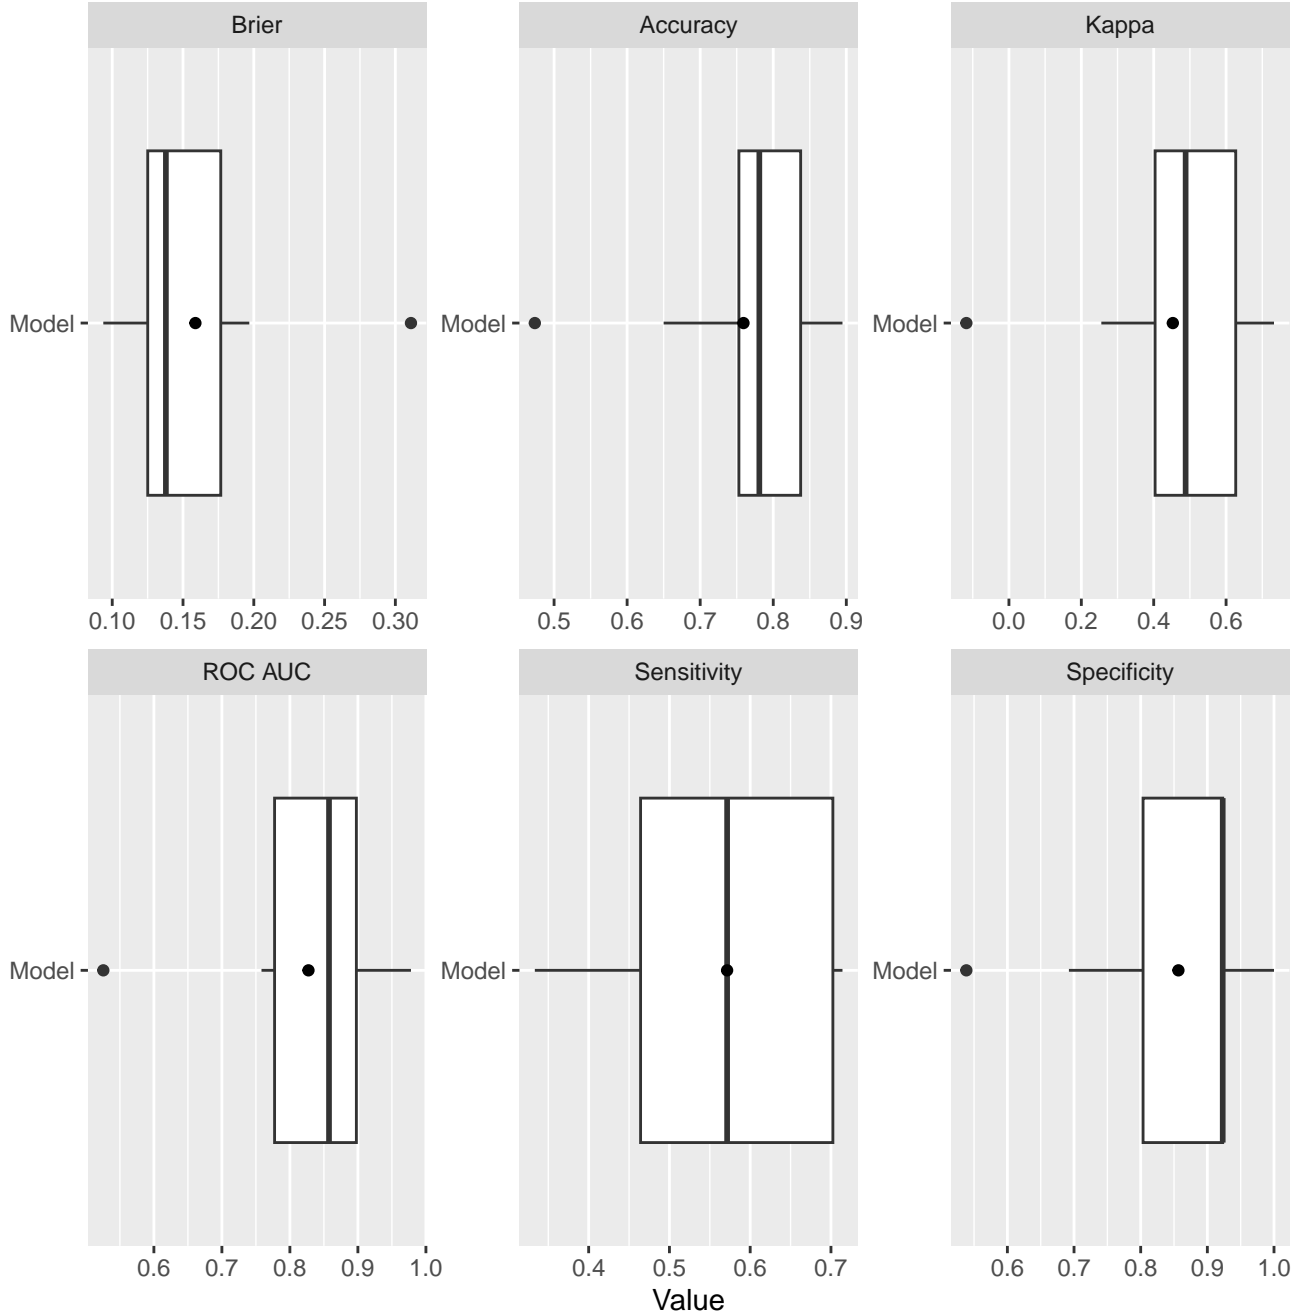 Brier Accuracy Kappa
Model Model Model
0.10 0.15 0.20 0.25 0.30 0.5 0.6 0.7 0.8 0.9 0.0 0.2 0.4 0.6
ROC AUC Sensitivity Specificity
Model Model Model
0.6 0.7 0.8 0.9 1.0 0.4 0.5 0.6 0.7 0.6 0.7 0.8 0.9 1.0
Value